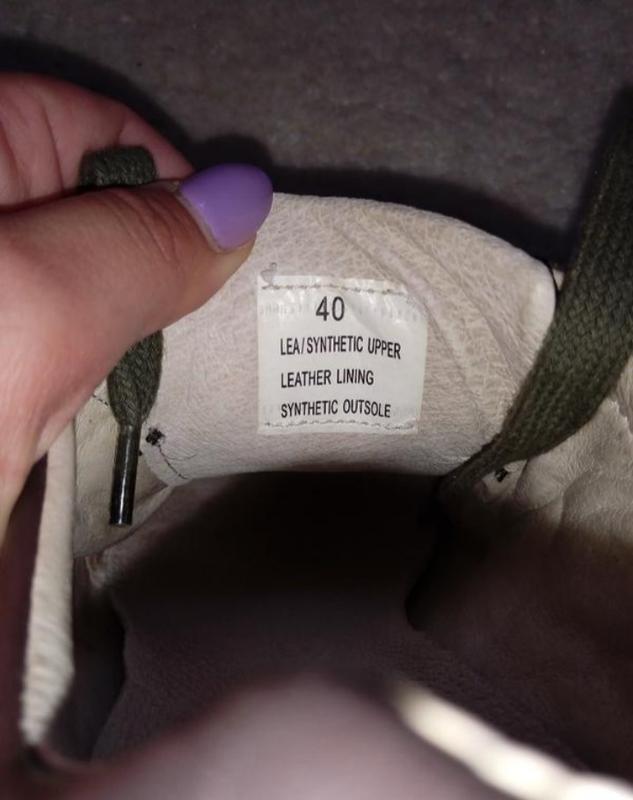 40
LEA/SYNTHETIC UPPER
LEATHER LINING
SYNTHETIC OUTSOLE